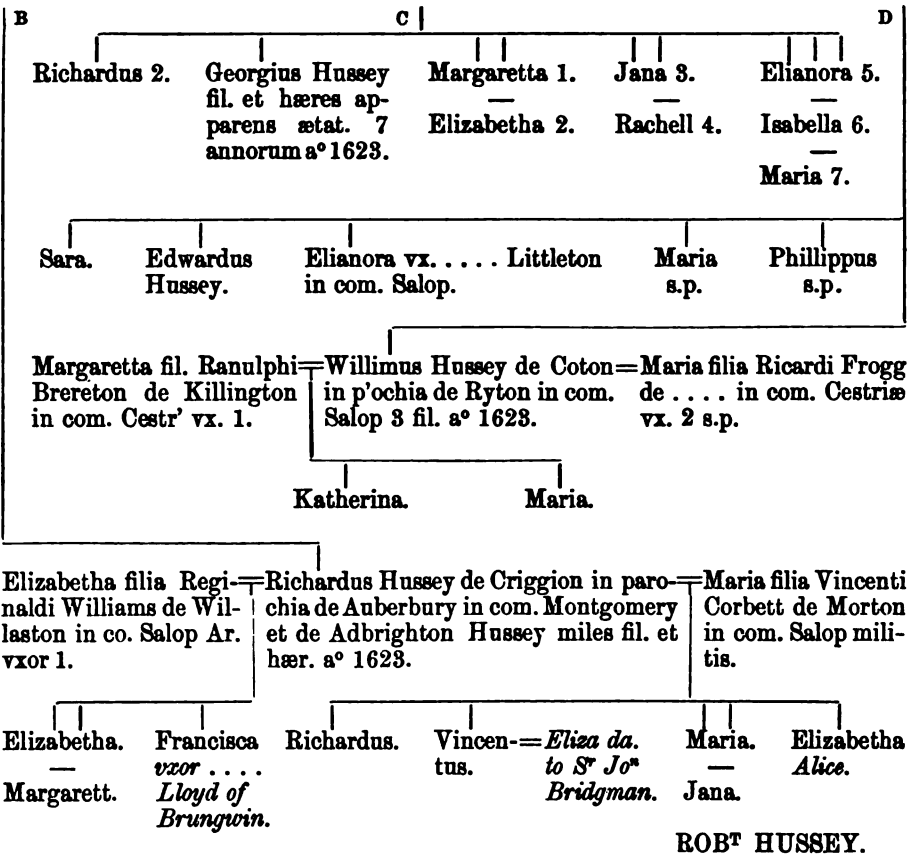 B C D
Richardus 2.
Georgius Hussey
fil. et hæres ap-
parens ætat. 7
annorum aº 1623.
Margaretta 1.
—
Elizabetha 2.
Jana 3.
—
Rachell 4.
Elianora 5.
—
Isabella 6.
—
Maria 7.
Sara.
Edwardus
Hussey.
Elianora vx. . . . . . Littleton
in com. Salop.
Maria
s.p.
Phillippus
s.p.
Margaretta fil. Ranulphi
Brereton de Killington
in com. Cestr' vx. 1.
Willimus Hussey de Coton
in p'ochia de Ryton in com.
Salop 3 fil. aº 1623.
Maria filia Ricardi Frogg
de . . . . in com. Cestriæ
vx. 2 s.p.
Katherina.
Maria.
Elizabetha filia Regi-
naldi Williams de Wil-
laston in co. Salop Ar.
vxor 1.
Richardus Hussey de Criggion in paro-
chia de Auberbury in com. Montgomery
et de Adbrighton Hussey miles fil. et
hær. aº 1623.
Maria filia Vincenti
Corbett de Morton
in com. Salop mili-
tis.
Elizabetha.
—
Margarett.
Francisca
vxor . . . .
Lloyd of
Brungwin.
Richardus.
Vincen-
tus.
Eliza da.
to Sʳ Joⁿ
Bridgman.
Maria.
—
Jana.
Elizabetha
Alice.
ROBᵀ HUSSEY.